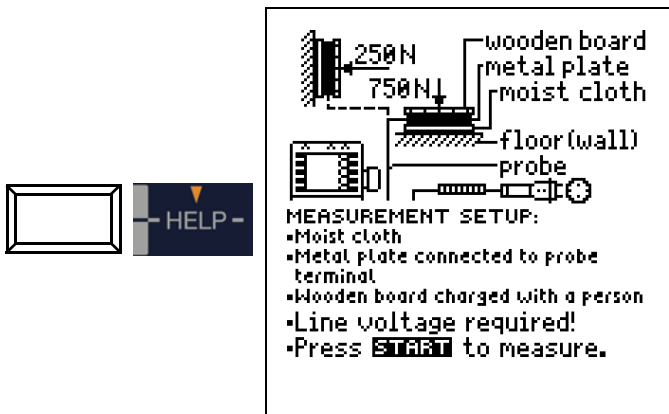 HELP
250N
750N
wooden board
metal plate
moist cloth
floor(wall)
probe
MEASUREMENT SETUP:
▪Moist cloth
▪Metal plate connected to probe
terminal
▪Wooden board charged with a person
▪Line voltage required!
▪Press START to measure.